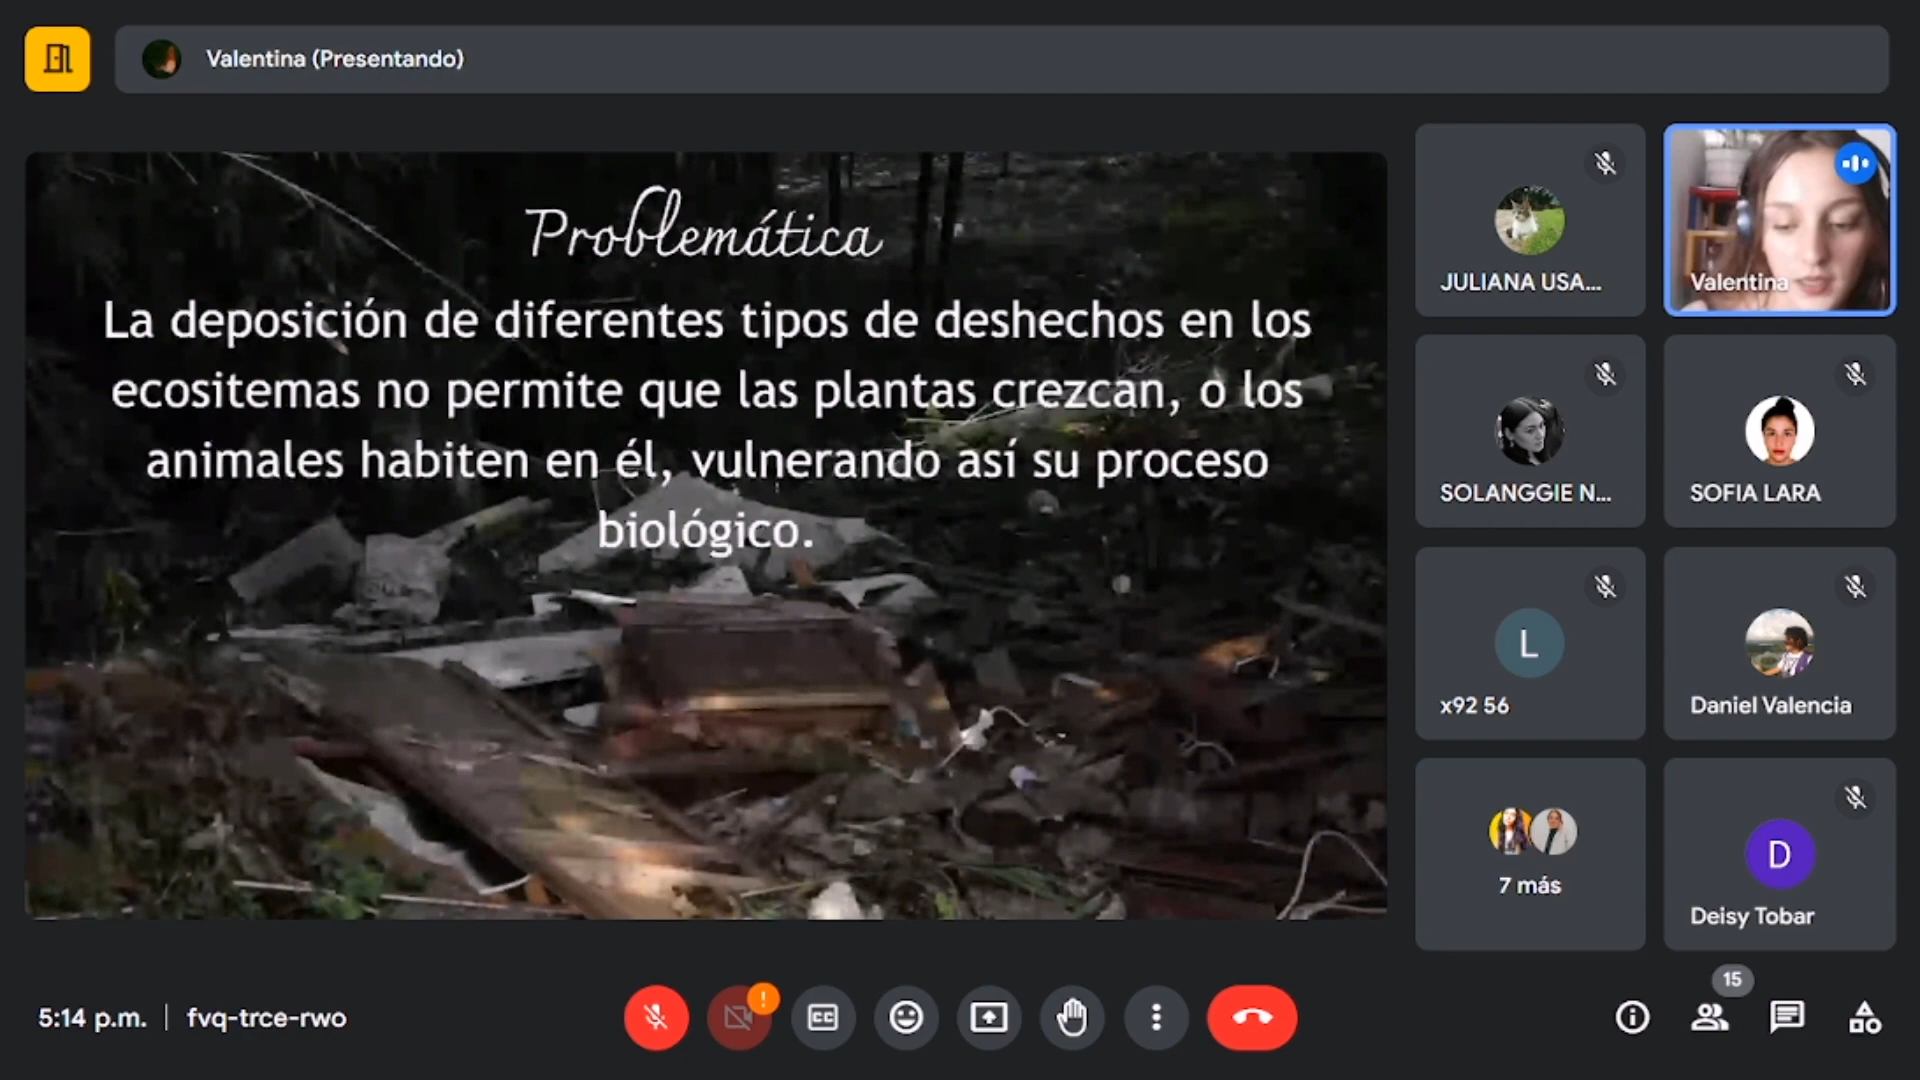 Valentina (Presentando)
Problemática
La deposición de diferentes tipos de deshechos en los
ecositemas no permite que las plantas crezcan, o los
animales habiten en él, vulnerando así su proceso
biológico.
JULIANA USA...
Valentina
SOLANGGIE N...
SOFIA LARA
L
x92 56
Daniel Valencia
7 más
D
Deisy Tobar
5:14 p.m. | fvq-trce-rwo
!
CC
15